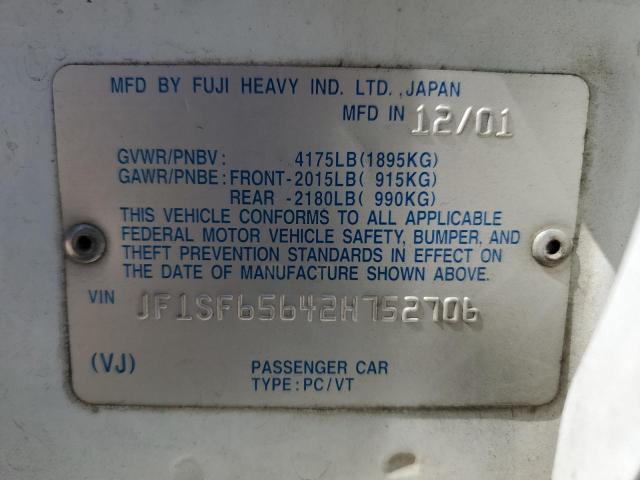 MFD BY FUJI HEAVY IND. LTD., JAPAN
MFD IN 12/01
GVWR/PNBV: 4175LB(1895KG)
GAWR/PNBE: FRONT-2015LB( 915KG)
REAR -2180LB( 990KG)
THIS VEHICLE CONFORMS TO ALL APPLICABLE
FEDERAL MOTOR VEHICLE SAFETY, BUMPER, AND
THEFT PREVENTION STANDARDS IN EFFECT ON
THE DATE OF MANUFACTURE SHOWN ABOVE.
VIN JF1SF65642H752706
(VJ) PASSENGER CAR
TYPE: PC/VT